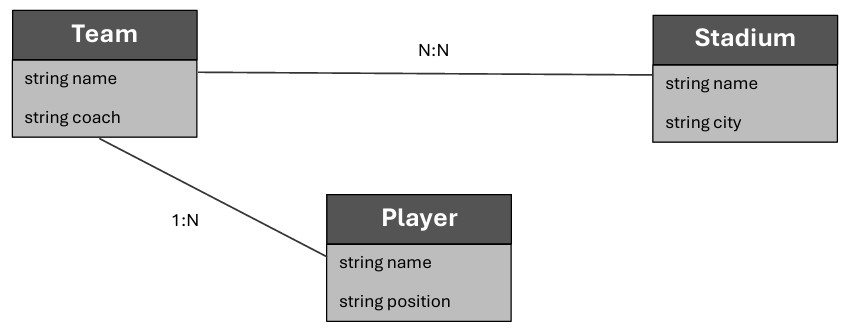 Team
string name
string coach
N:N
Stadium
string name
string city
1:N
Player
string name
string position